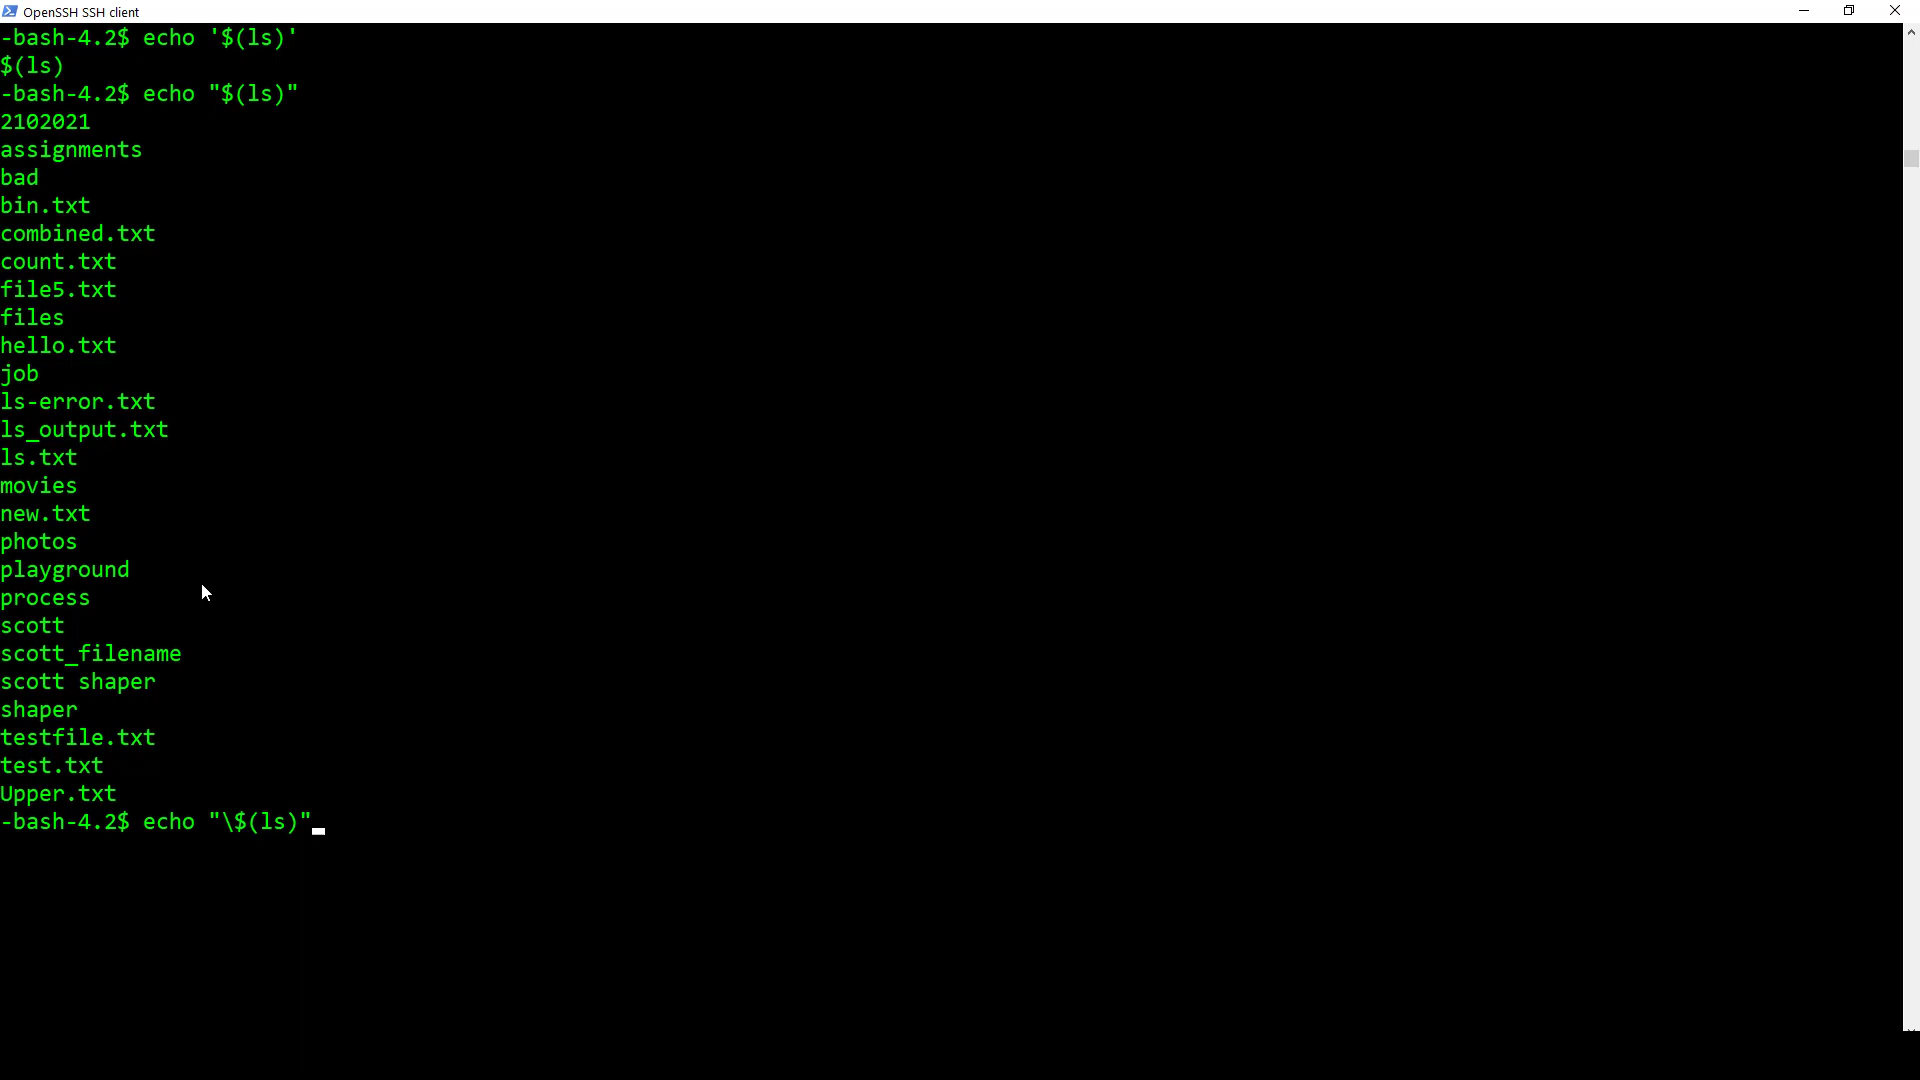 OpenSSH SSH client
-bash-4.2$ echo '$(ls)'
$(ls)
-bash-4.2$ echo "$(ls)"
2102021
assignments
bad
bin.txt
combined.txt
count.txt
file5.txt
files
hello.txt
job
ls-error.txt
ls_output.txt
ls.txt
movies
new.txt
photos
playground
process
scott
scott_filename
scott shaper
shaper
testfile.txt
test.txt
Upper.txt
-bash-4.2$ echo "\$(ls)"